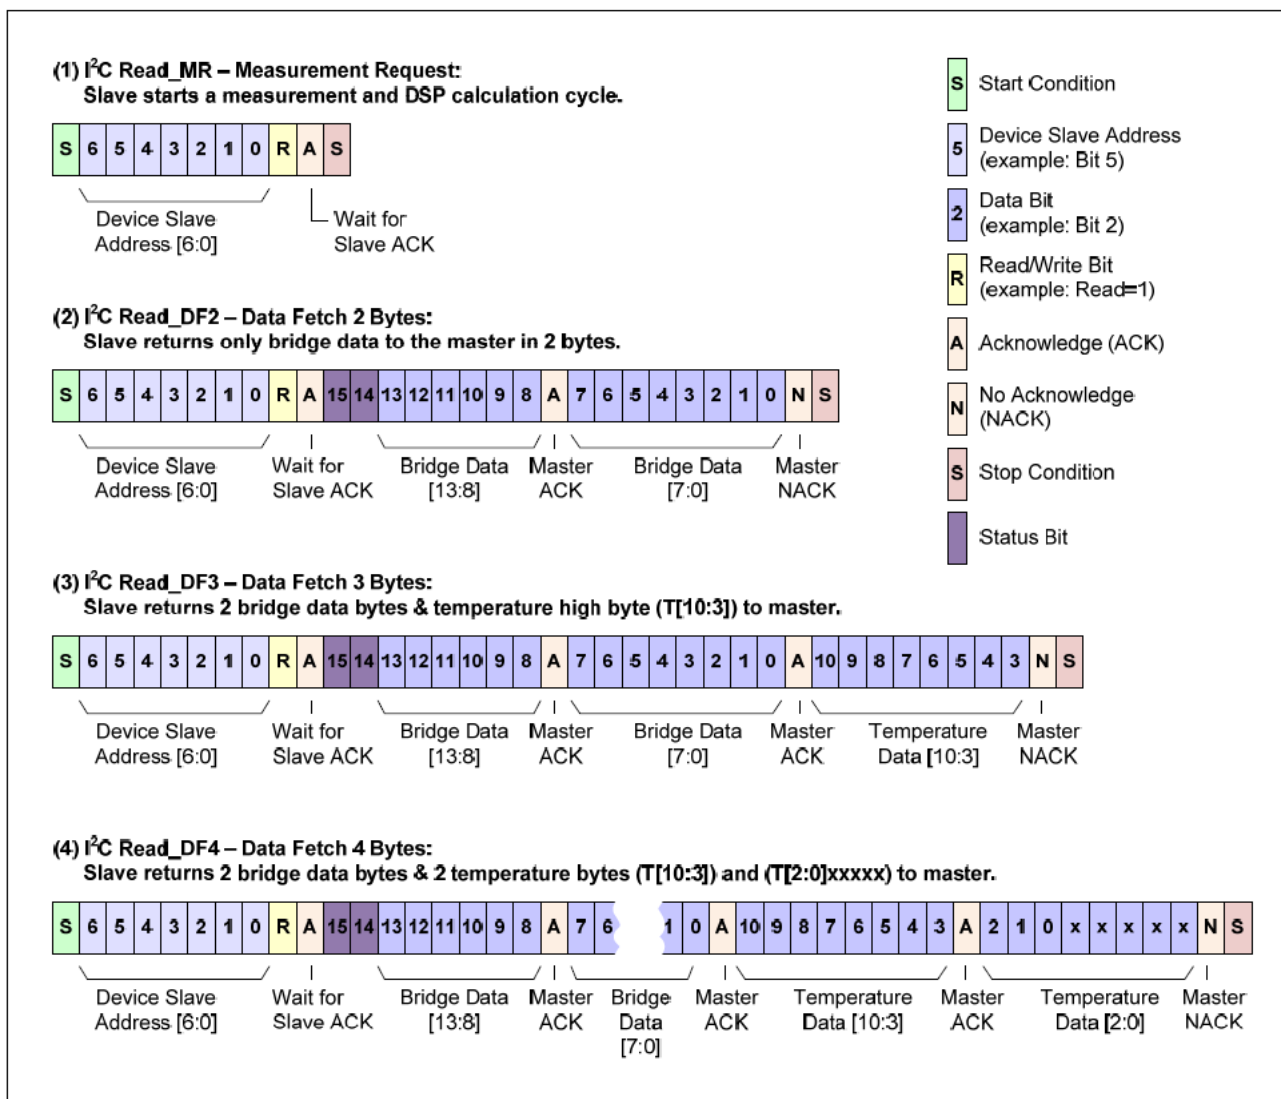 (1) I²C Read_MR – Measurement Request:
Slave starts a measurement and DSP calculation cycle.
S 6 5 4 3 2 1 0 R A S
Device Slave Address [6:0]
Wait for Slave ACK
(2) I²C Read_DF2 – Data Fetch 2 Bytes:
Slave returns only bridge data to the master in 2 bytes.
S 6 5 4 3 2 1 0 R A 15 14 13 12 11 10 9 8 A 7 6 5 4 3 2 1 0 N S
Device Slave Wait for Bridge Data Master Bridge Data Master
Address [6:0] Slave ACK [13:8] ACK [7:0] NACK
(3) I²C Read_DF3 – Data Fetch 3 Bytes:
Slave returns 2 bridge data bytes & temperature high byte (T[10:3]) to master.
S 6 5 4 3 2 1 0 R A 15 14 13 12 11 10 9 8 A 7 6 5 4 3 2 1 0 A 10 9 8 7 6 5 4 3 N S
Device Slave Wait for Bridge Data Master Bridge Data Master Temperature Master
Address [6:0] Slave ACK [13:8] ACK [7:0] ACK Data [10:3] NACK
(4) I²C Read_DF4 – Data Fetch 4 Bytes:
Slave returns 2 bridge data bytes & 2 temperature bytes (T[10:3]) and (T[2:0]xxxxx) to master.
S 6 5 4 3 2 1 0 R A 15 14 13 12 11 10 9 8 A 7 6 1 0 A 10 9 8 7 6 5 4 3 A 2 1 0 x x x x x N S
Device Slave Wait for Bridge Data Master Bridge Master Temperature Master Temperature Master
Address [6:0] Slave ACK [13:8] ACK Data ACK Data [10:3] ACK Data [2:0] NACK
[7:0]
S Start Condition
5 Device Slave Address
(example: Bit 5)
2 Data Bit
(example: Bit 2)
R Read/Write Bit
(example: Read=1)
A Acknowledge (ACK)
N No Acknowledge
(NACK)
S Stop Condition
Status Bit